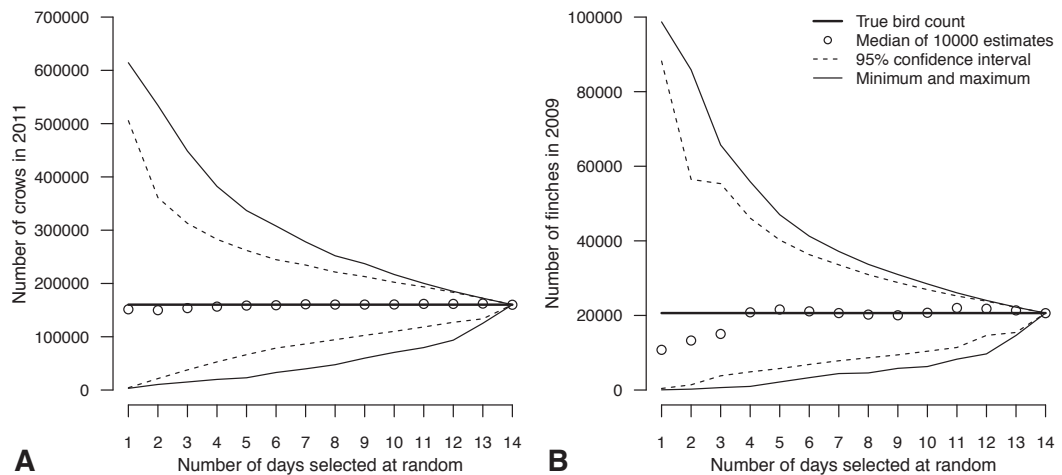 700000
600000
500000
400000
300000
200000
100000
0
Number of crows in 2011
1 2 3 4 5 6 7 8 9 10 11 12 13 14
Number of days selected at random
A
100000
80000
60000
40000
20000
0
Number of finches in 2009
True bird count
Median of 10000 estimates
95% confidence interval
Minimum and maximum
1 2 3 4 5 6 7 8 9 10 11 12 13 14
Number of days selected at random
B